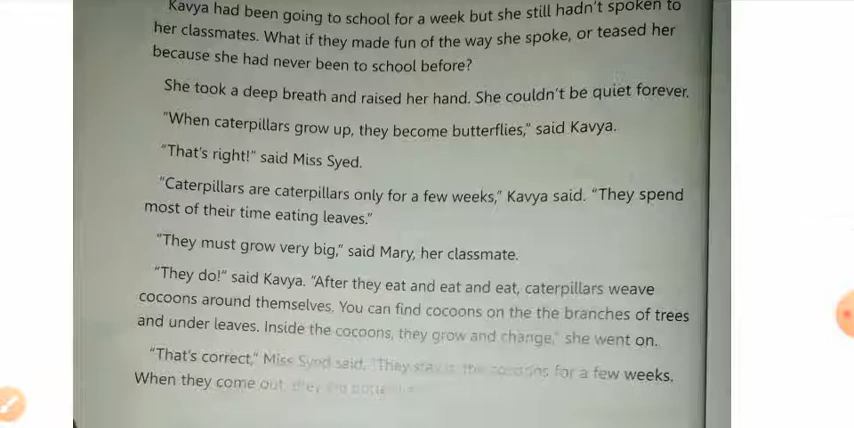 Kavya had been going to school for a week but she still hadn't spoken to
her classmates. What if they made fun of the way she spoke, or teased her
because she had never been to school before?
She took a deep breath and raised her hand. She couldn't be quiet forever.
"When caterpillars grow up, they become butterflies," said Kavya.
"That's right!" said Miss Syed.
"Caterpillars are caterpillars only for a few weeks," Kavya said. "They spend
most of their time eating leaves."
"They must grow very big," said Mary, her classmate.
"They do!" said Kavya. "After they eat and eat and eat, caterpillars weave
cocoons around themselves. You can find cocoons on the the branches of trees
and under leaves. Inside the cocoons, they grow and change," she went on.
"That's correct," Miss Syed said. "They stay in the cocoons for a few weeks.
When they come out, they